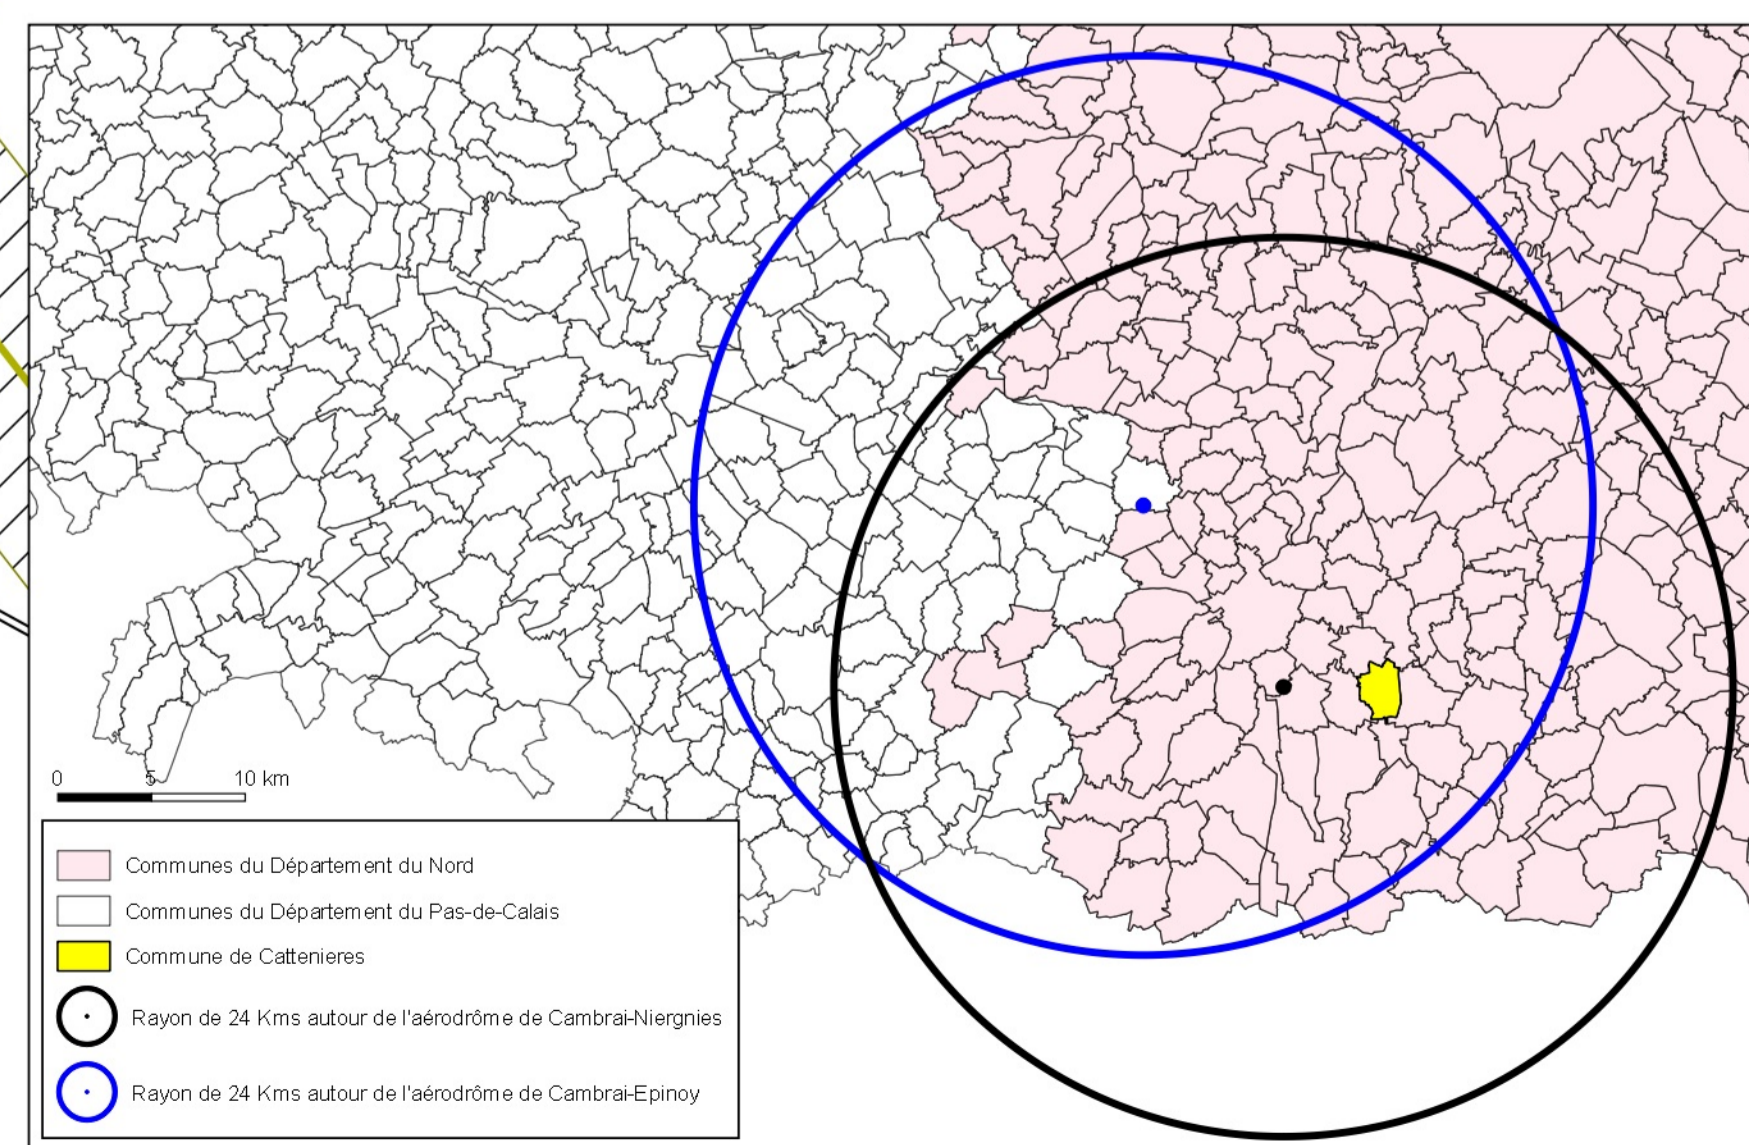 0 5 10 km
Communes du Département du Nord
Communes du Département du Pas-de-Calais
Commune de Cattenieres
Rayon de 24 Kms autour de l'aérodrôme de Cambrai-Niergnies
Rayon de 24 Kms autour de l'aérodrôme de Cambrai-Epinoy